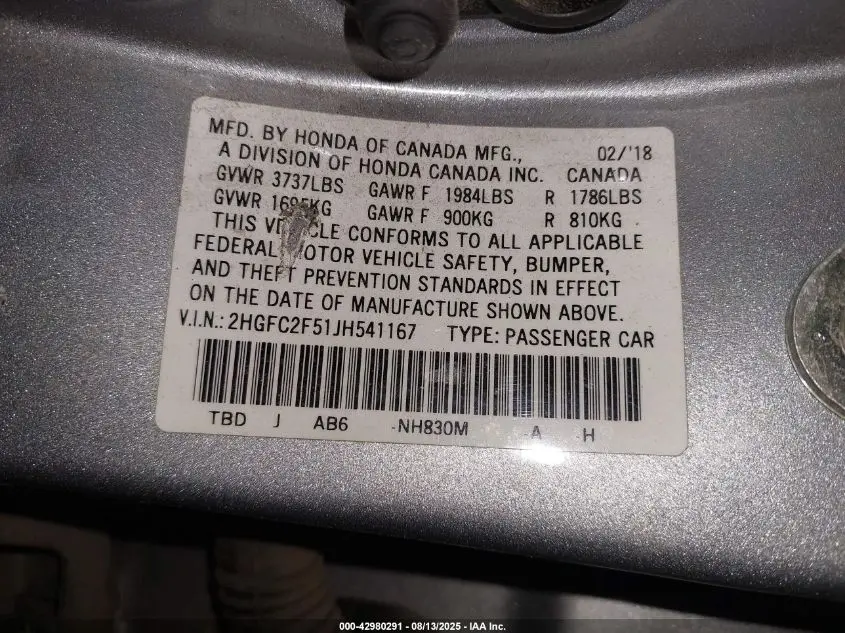 MFD. BY HONDA OF CANADA MFG., 02/'18
A DIVISION OF HONDA CANADA INC. CANADA
GVWR 3737LBS GAWR F 1984LBS R 1786LBS
GVWR GAWR F 900KG R 810KG
THIS CONFORMS TO ALL APPLICABLE
FEDERAL VEHICLE SAFETY, BUMPER,
AND THEFT PREVENTION STANDARDS IN EFFECT
ON THE DATE OF MANUFACTURE SHOWN ABOVE.
V.I.N.: 2HGFC2F51JH541167 TYPE: PASSENGER CAR
TBD J AB6 -NH830M -A -H
000-42980291 - 08/13/2025 - IAA Inc.